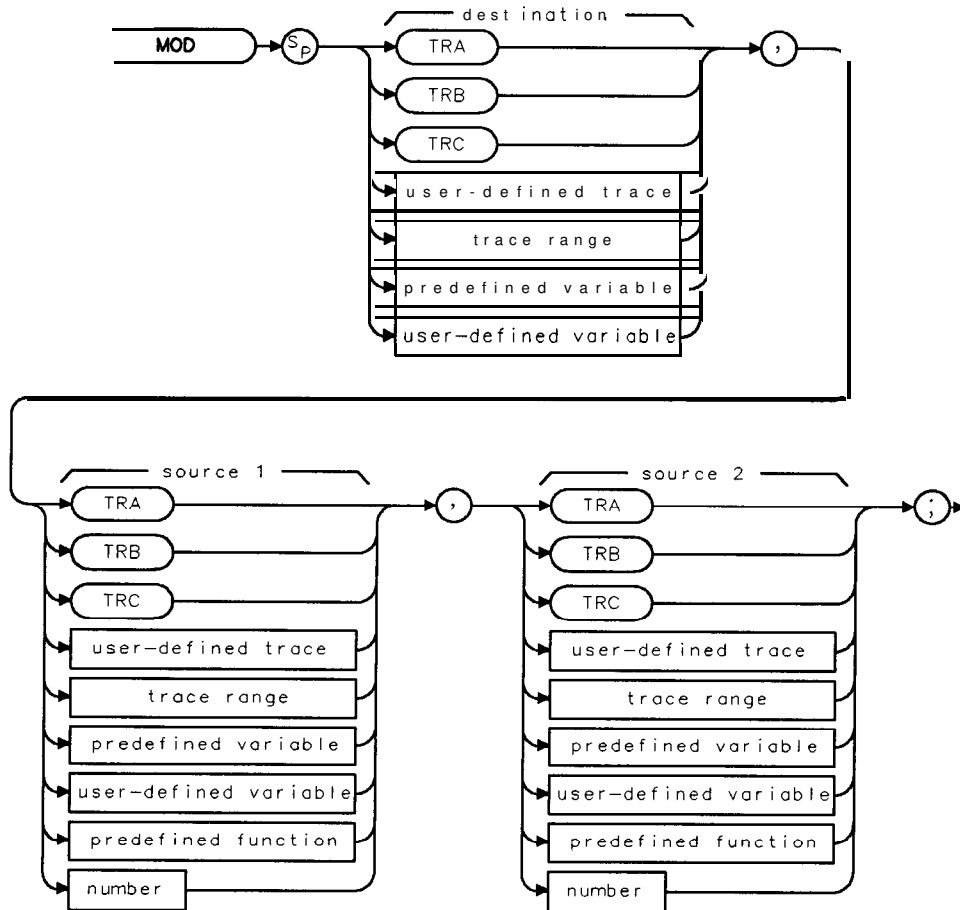 destination
MOD SP TRA ,
TRB
TRC
user-defined trace
trace range
predefined variable
user-defined variable
source 1
TRA ,
TRB
TRC
user-defined trace
trace range
predefined variable
user-defined variable
predefined function
number
source 2
TRA ;
TRB
TRC
user-defined trace
trace range
predefined variable
user-defined variable
predefined function
number